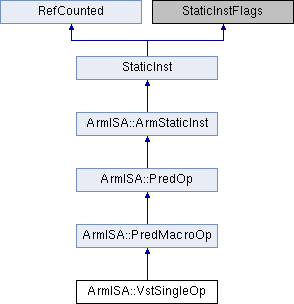 RefCounted
StaticInstFlags
StaticInst
ArmISA::ArmStaticInst
ArmISA::PredOp
ArmISA::PredMacroOp
ArmISA::VstSingleOp